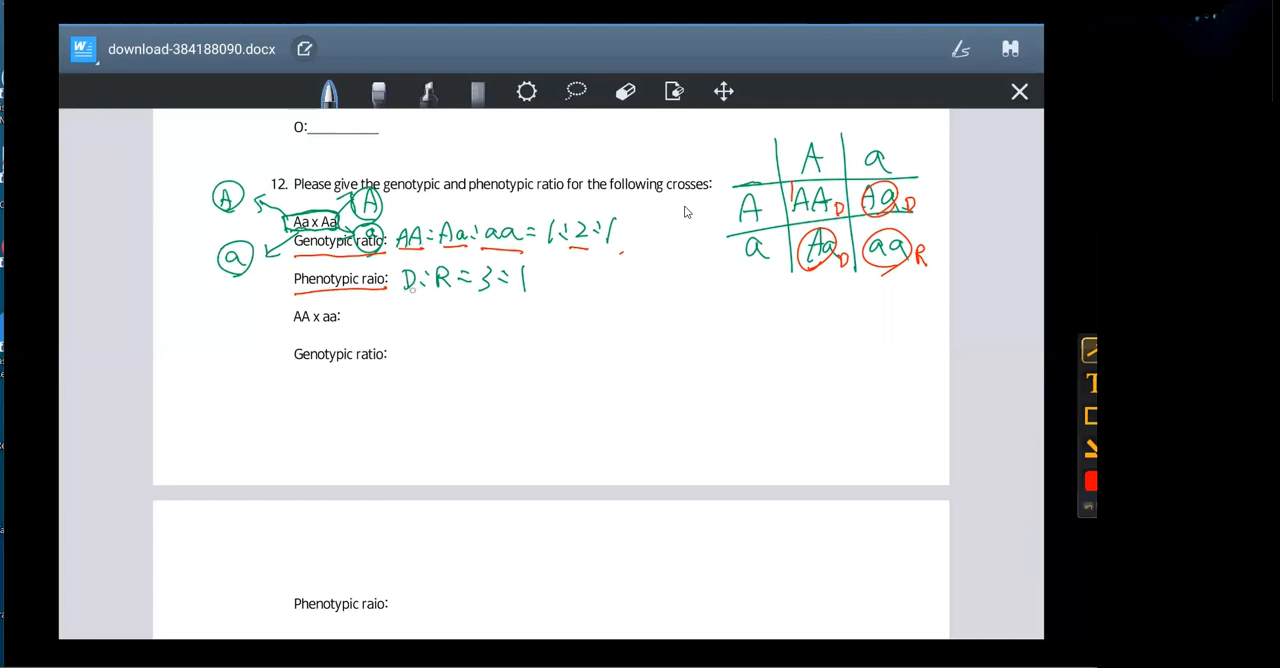 download-384188090.docx
O:__________
12. Please give the genotypic and phenotypic ratio for the following crosses:
A A
Aa x Aa:
a a
Genotypic ratio: AA : Aa : aa = 1 : 2 : 1
Phenotypic raio: D : R = 3 : 1
AA x aa:
Genotypic ratio:
A a
A AA D Aa D
a Aa D aa R
Phenotypic raio:
T